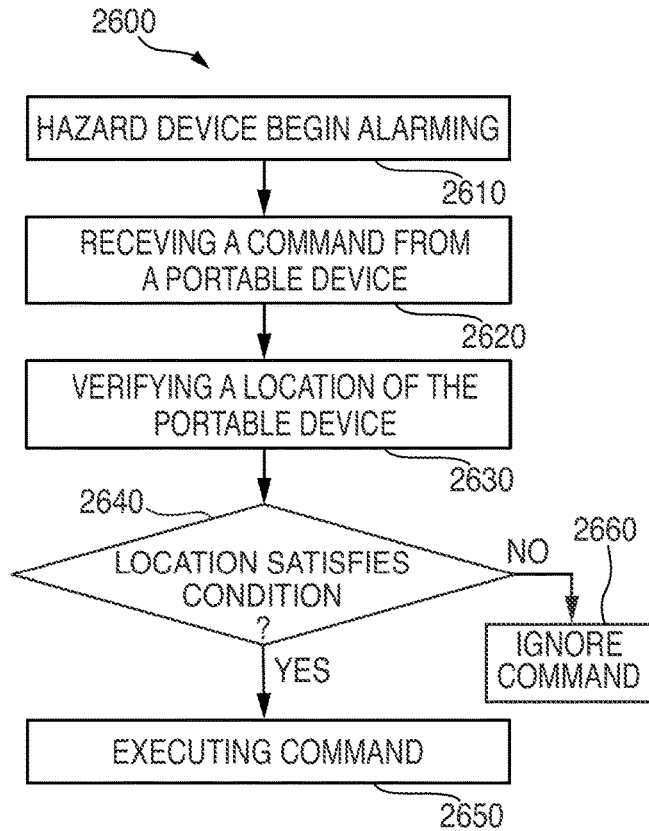 2600
HAZARD DEVICE BEGIN ALARMING
2610
RECEVING A COMMAND FROM
A PORTABLE DEVICE
2620
VERIFYING A LOCATION OF THE
PORTABLE DEVICE
2630
2640
LOCATION SATISFIES
CONDITION
?
NO
2660
IGNORE
COMMAND
YES
EXECUTING COMMAND
2650